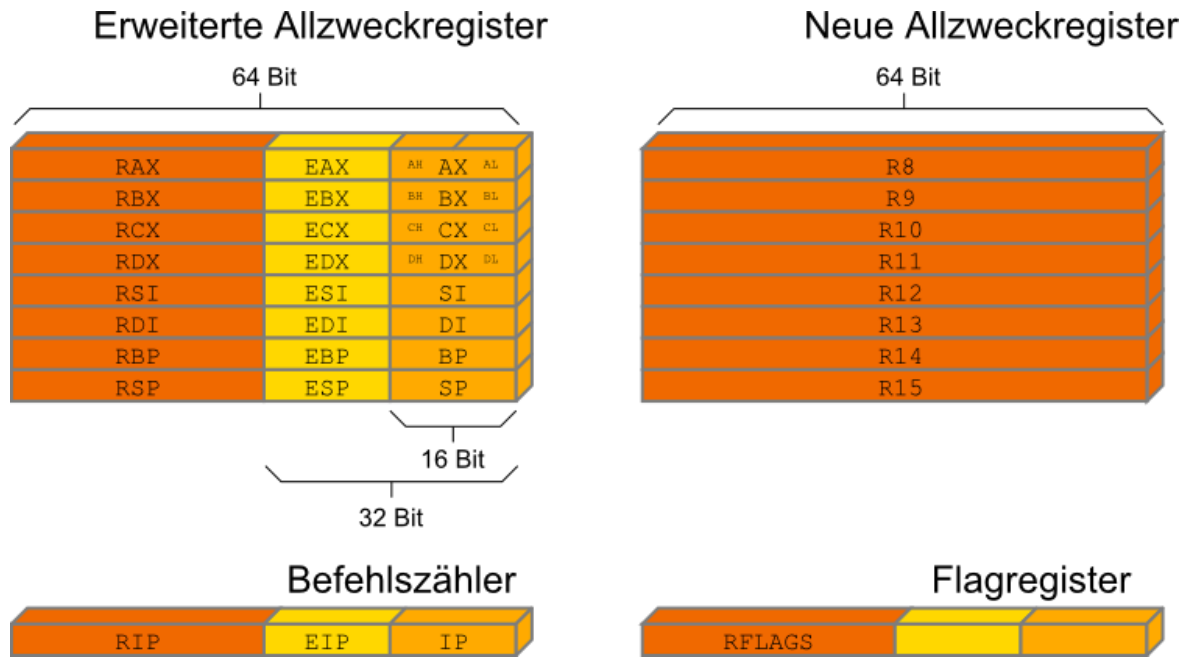 Erweiterte Allzweckregister
Neue Allzweckregister
64 Bit
64 Bit
RAX EAX AH AX AL
RBX EBX BH BX BL
RCX ECX CH CX CL
RDX EDX DH DX DL
RSI ESI SI
RDI EDI DI
RBP EBP BP
RSP ESP SP
R8
R9
R10
R11
R12
R13
R14
R15
16 Bit
32 Bit
Befehlszähler
Flagregister
RIP EIP IP
RFLAGS